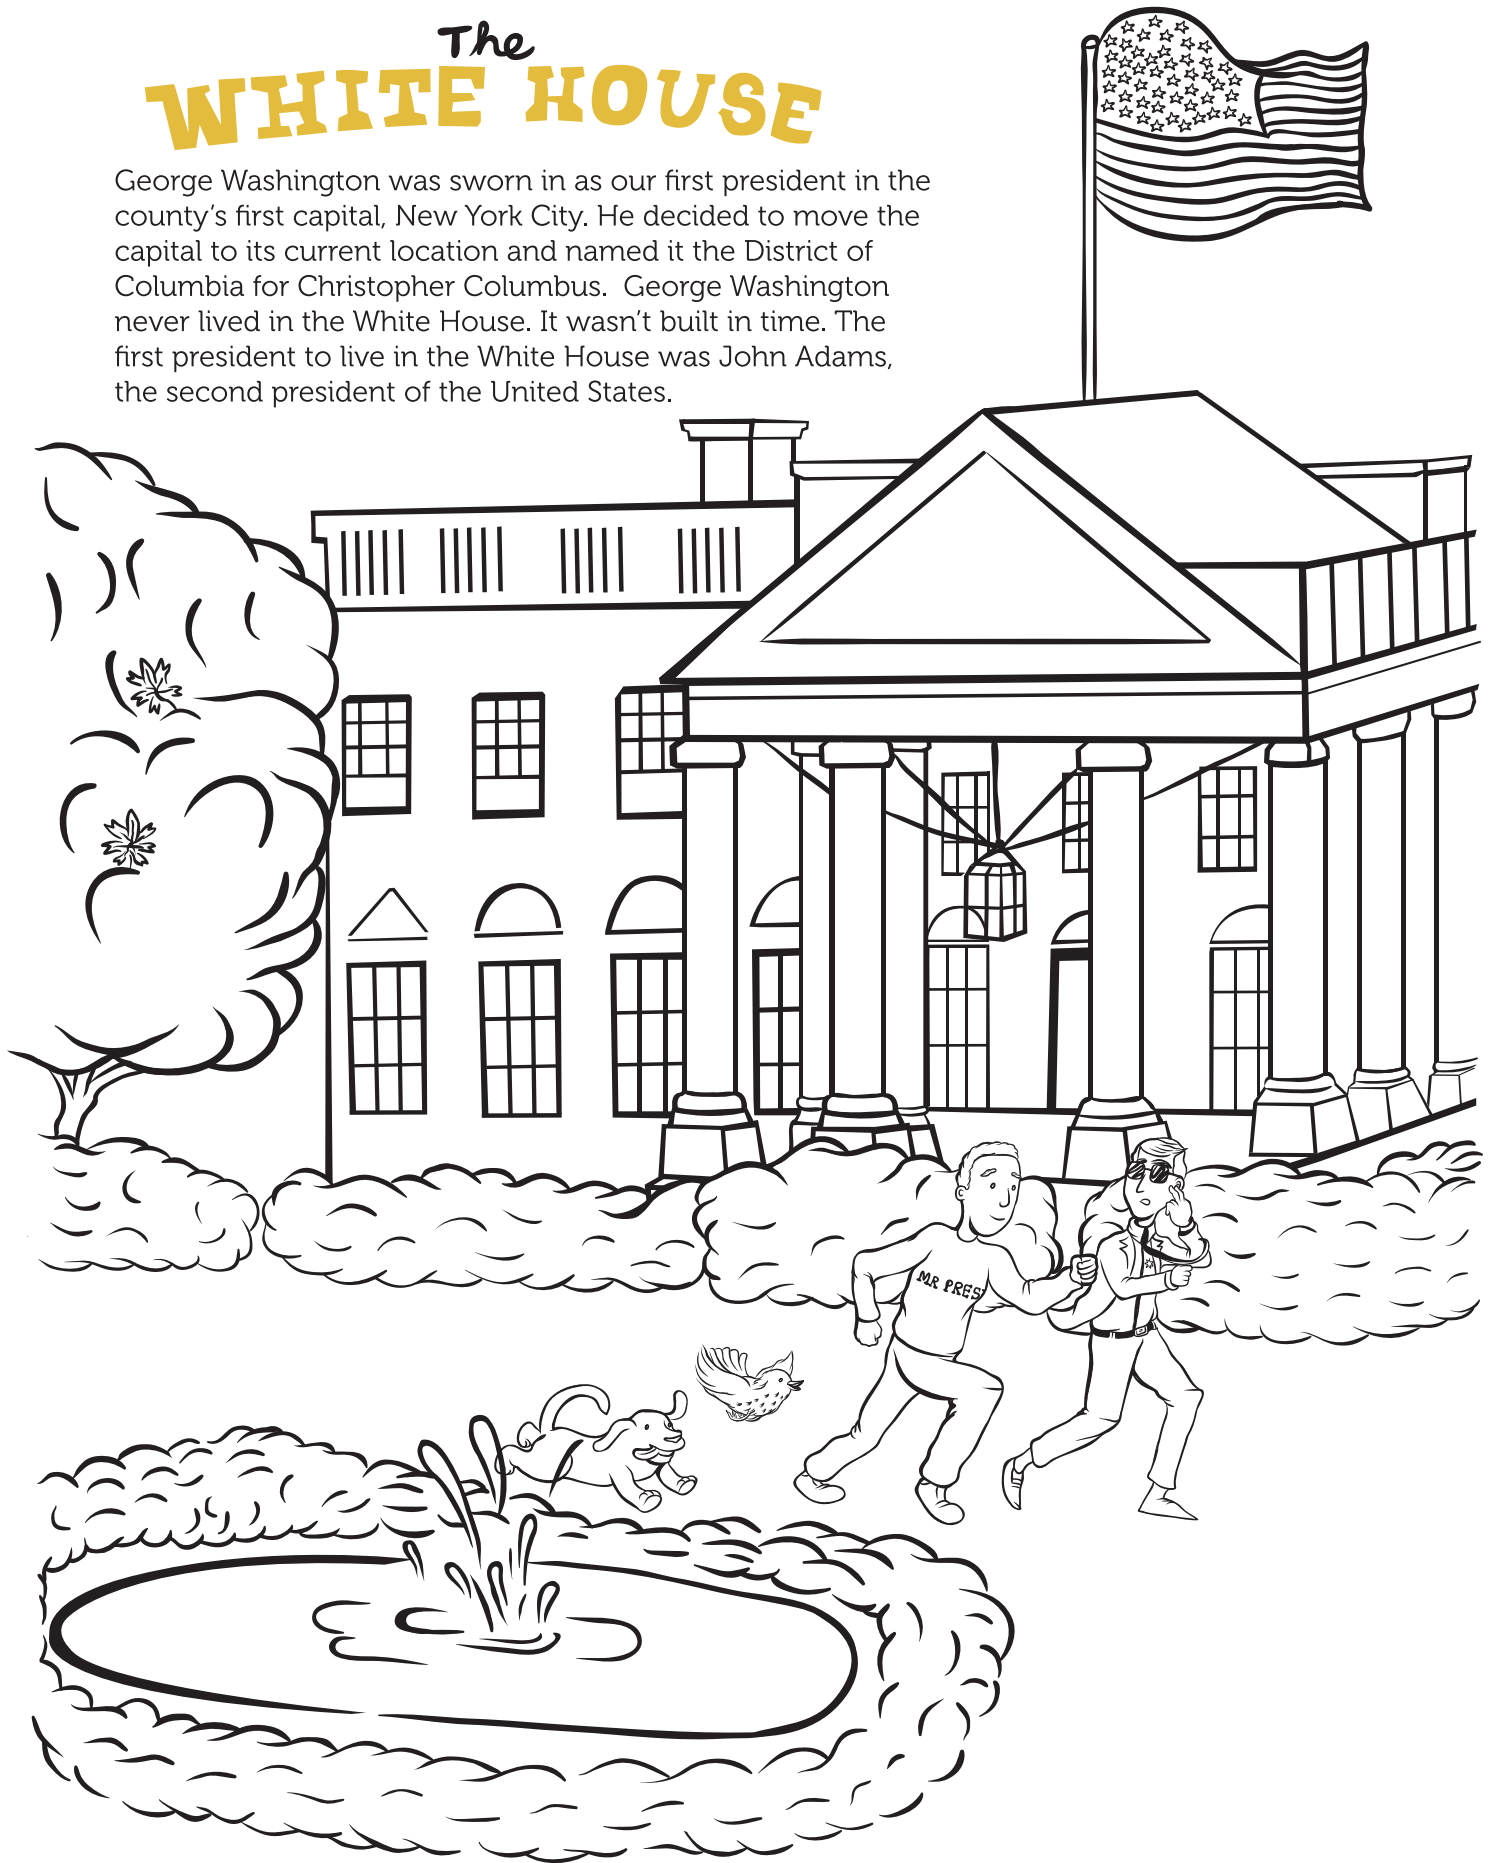 The
WHITE HOUSE
George Washington was sworn in as our first president in the
county's first capital, New York City. He decided to move the
capital to its current location and named it the District of
Columbia for Christopher Columbus.  George Washington
never lived in the White House. It wasn't built in time. The
first president to live in the White House was John Adams,
the second president of the United States.
MR PRES